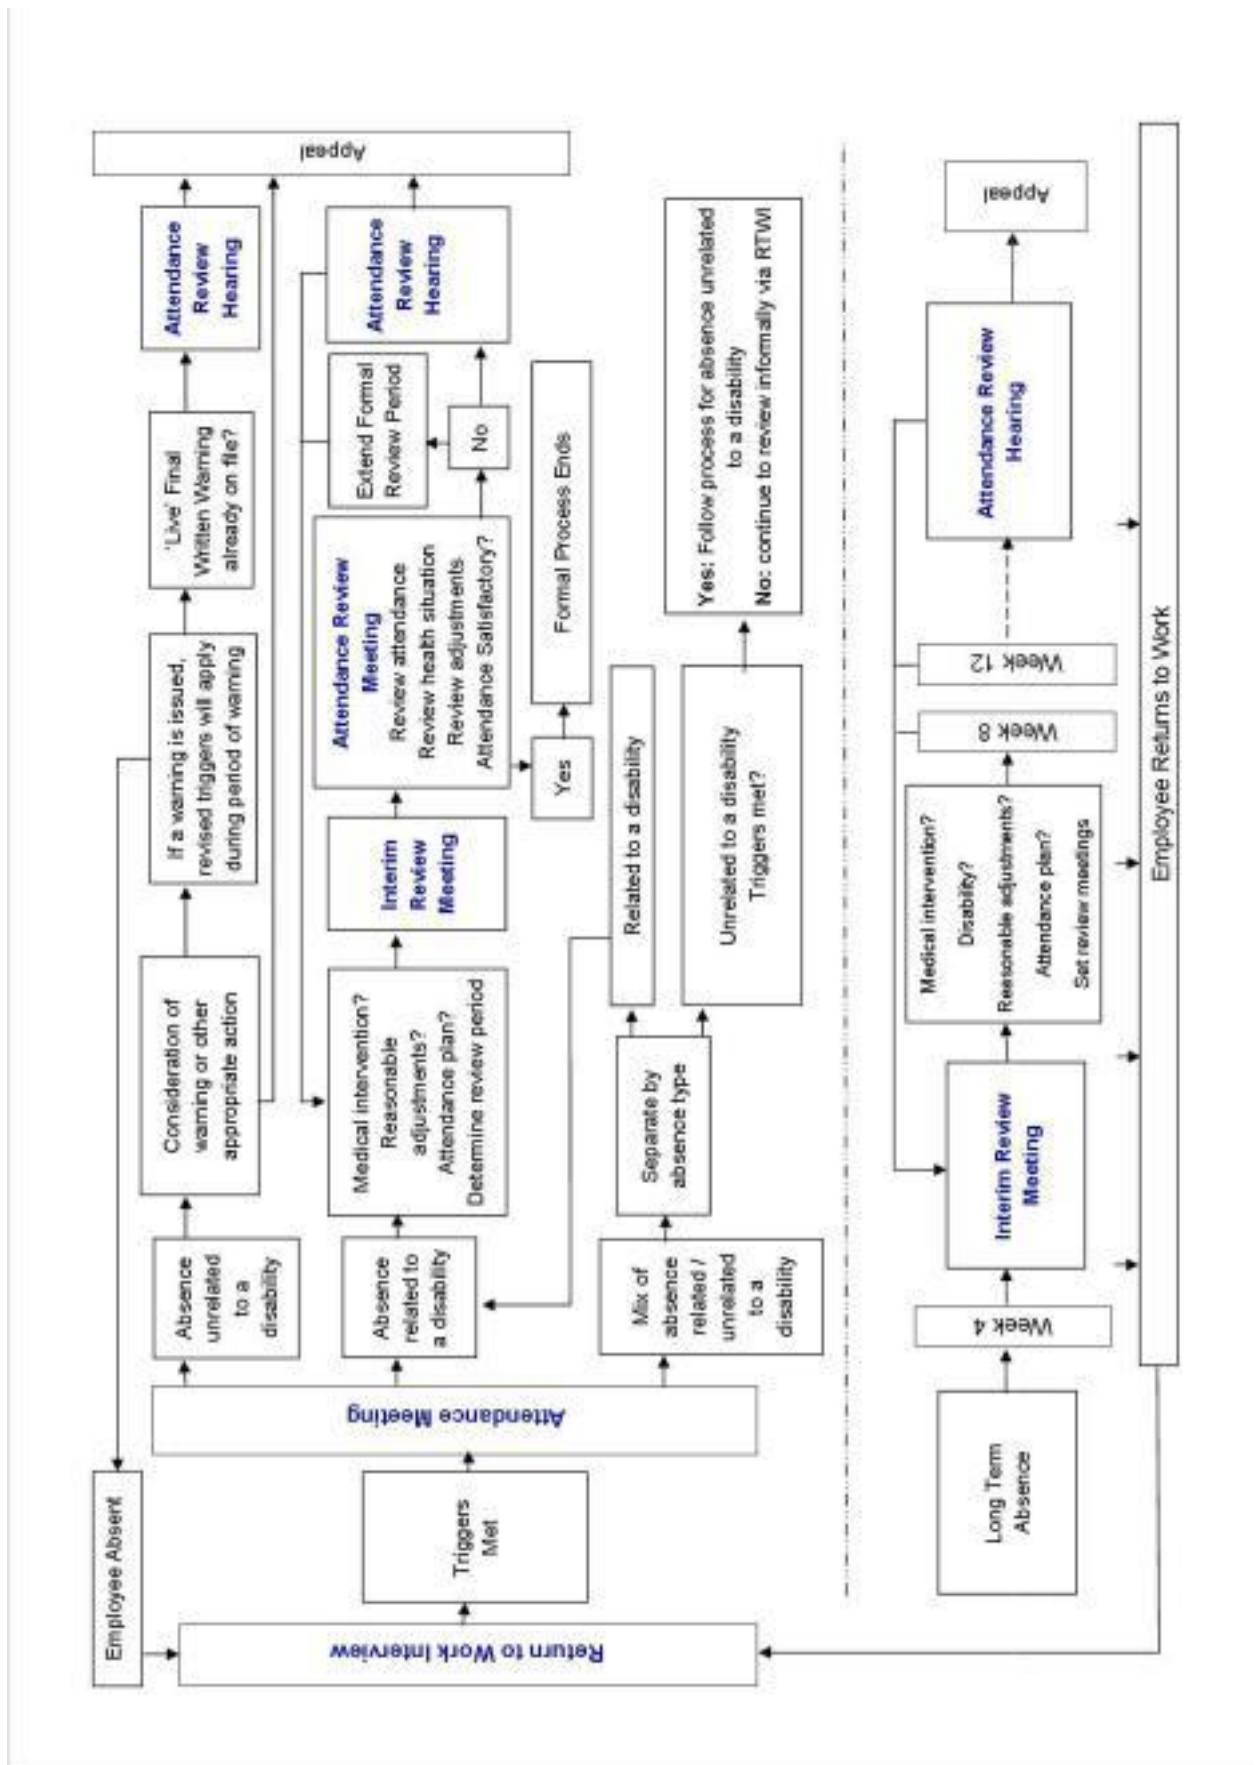 Employee Absent
Return to Work Interview
Triggers
Met
Attendance Meeting
Absence
unrelated
to a
disability
Consideration of
warning or other
appropriate action
If a warning is issued,
revised triggers will apply
during period of warning
'Live' Final
Written Warning
already on file?
Attendance
Review
Hearing
Appeal
Absence
related to
a disability
Medical intervention?
Reasonable
adjustments?
Attendance plan?
Determine review period
Interim
Review
Meeting
Attendance Review
Meeting
Review attendance
Review health situation
Review adjustments
Attendance Satisfactory?
Extend Formal
Review Period
No
Attendance
Review
Hearing
Yes
Formal Process Ends
Mix of
absence
related /
unrelated
to a
disability
Separate by
absence type
Related to a disability
Unrelated to a disability
Triggers met?
Yes: Follow process for absence unrelated
to a disability
No: continue to review informally via RTWI
Long Term
Absence
Week 4
Interim Review
Meeting
Medical intervention?
Disability?
Reasonable adjustments?
Attendance plan?
Set review meetings
Week 8
Week 12
Attendance Review
Hearing
Appeal
Employee Returns to Work